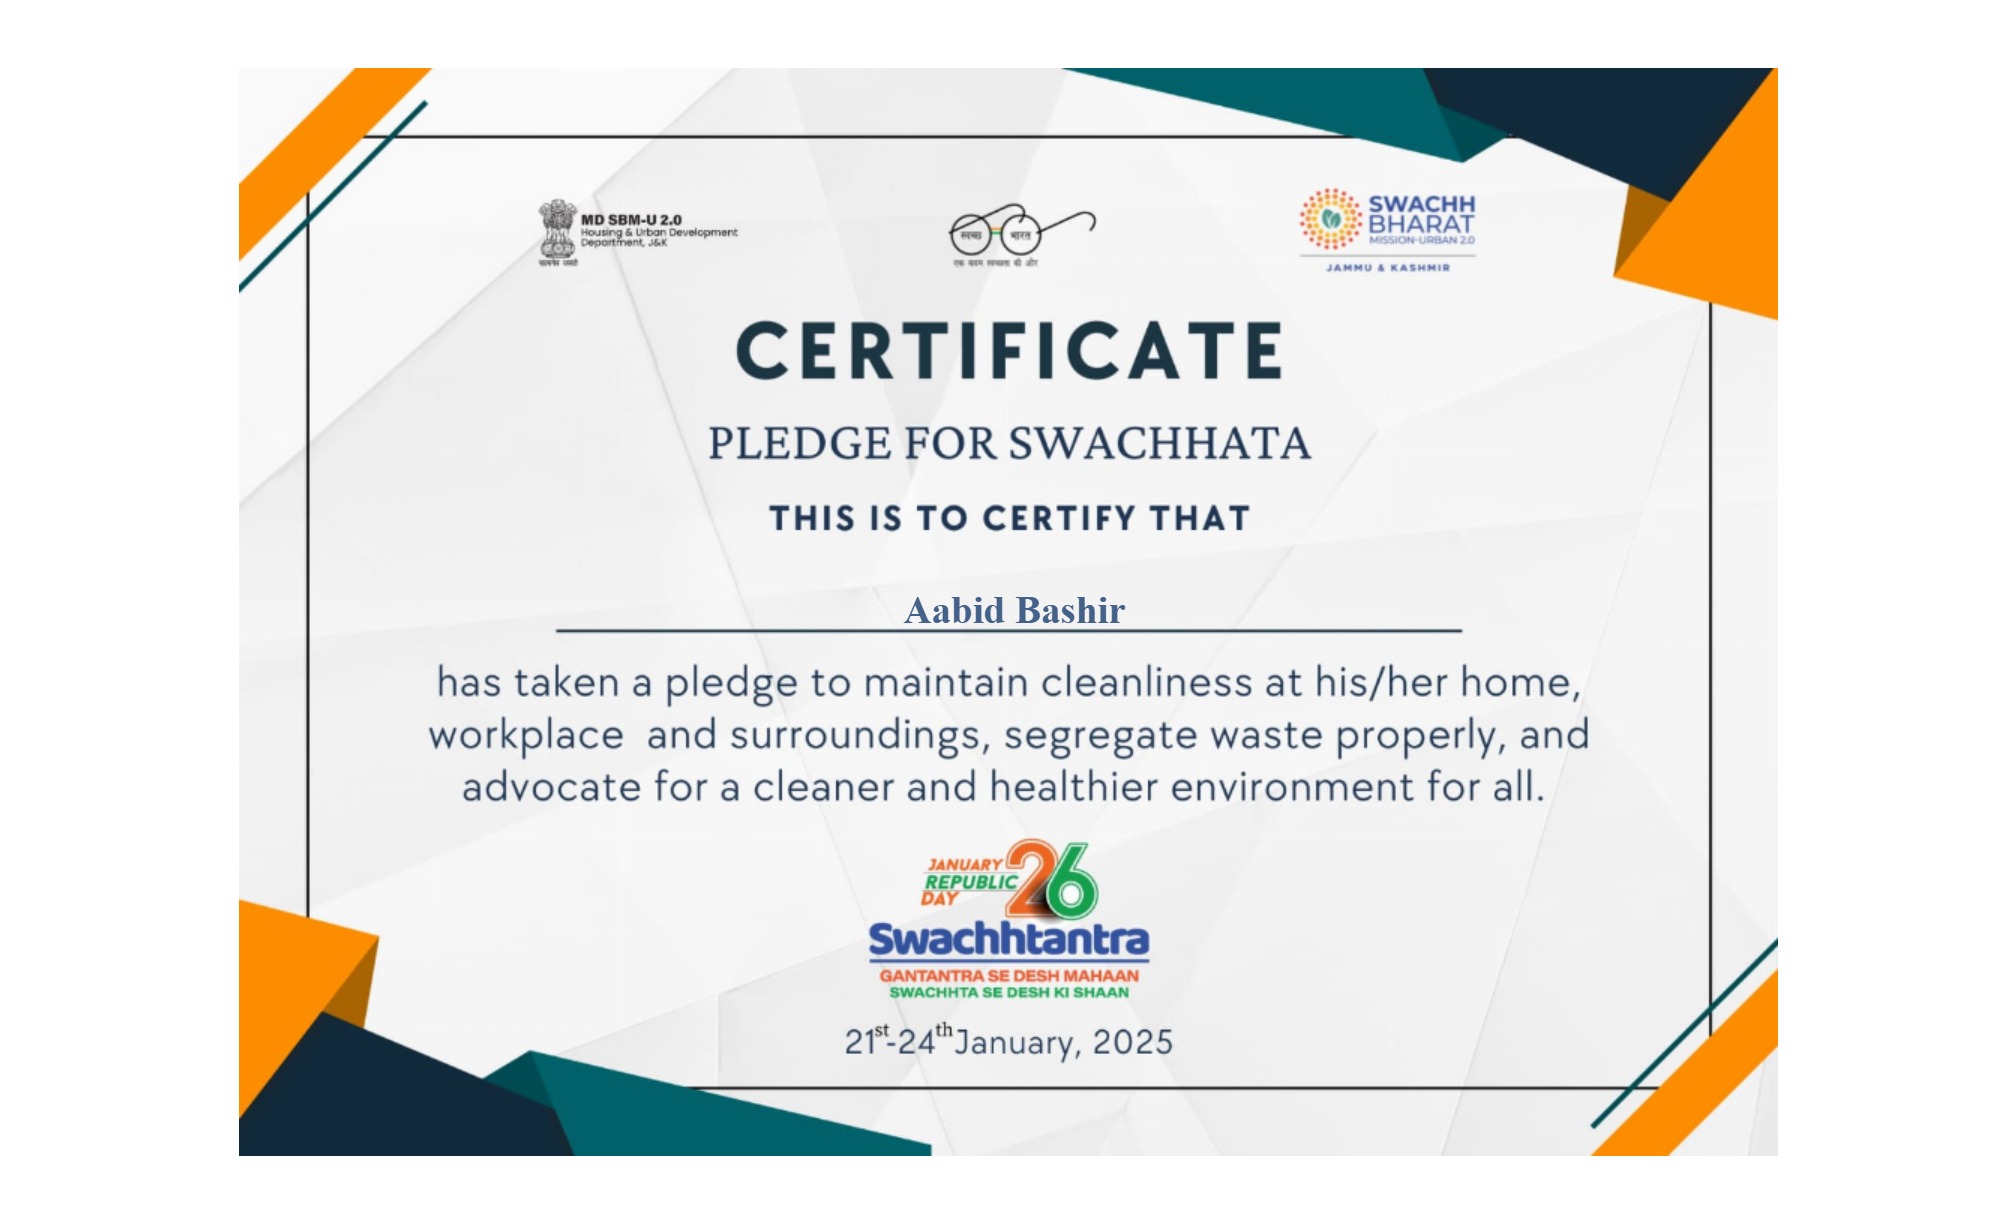 MD SBM-U 2.0
Housing & Urban Development
Department, J&K
सत्यमेव जयते
स्वच्छ भारत
एक कदम स्वच्छता की ओर
SWACHH
BHARAT
MISSION-URBAN 2.0
JAMMU & KASHMIR
CERTIFICATE
PLEDGE FOR SWACHHATA
THIS IS TO CERTIFY THAT
Aabid Bashir
has taken a pledge to maintain cleanliness at his/her home,
workplace and surroundings, segregate waste properly, and
advocate for a cleaner and healthier environment for all.
JANUARY 26
REPUBLIC
DAY
Swachhtantra
GANTANTRA SE DESH MAHAAN
SWACHHTA SE DESH KI SHAAN
21st-24th January, 2025